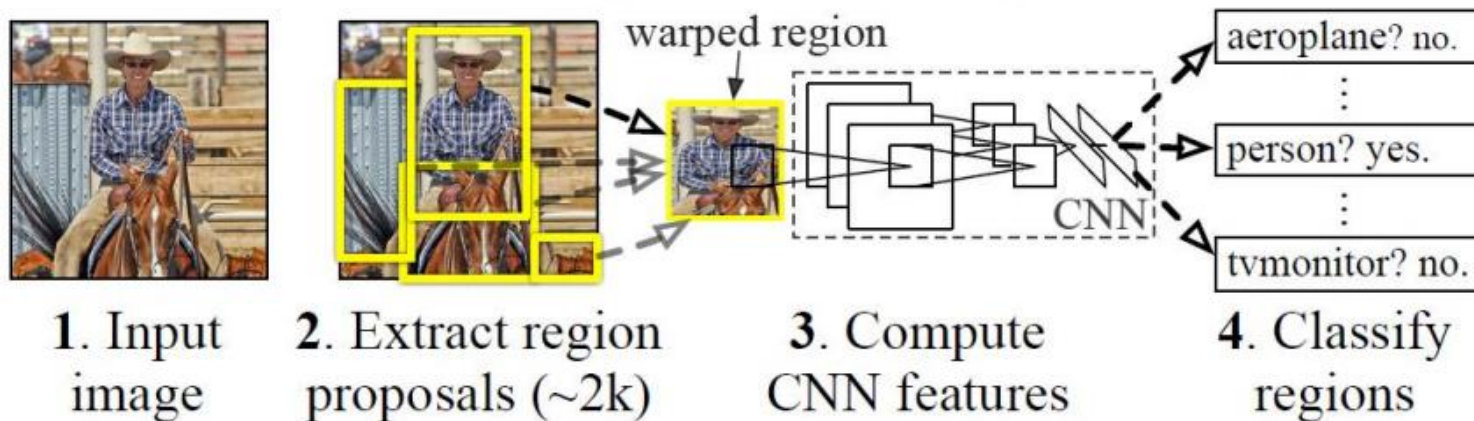 warped region
aeroplane? no.
⋮
person? yes.
⋮
tvmonitor? no.
CNN
1. Input
image
2. Extract region
proposals (~2k)
3. Compute
CNN features
4. Classify
regions